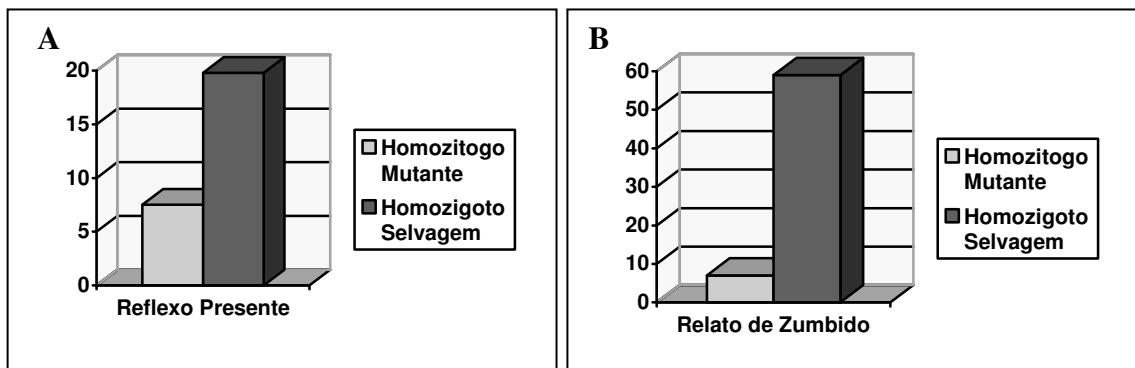 A
20
15
10
5
0
Reflexo Presente
Homozitogo
Mutante
Homozigoto
Selvagem
B
60
50
40
30
20
10
0
Relato de Zumbido
Homozitogo
Mutante
Homozigoto
Selvagem